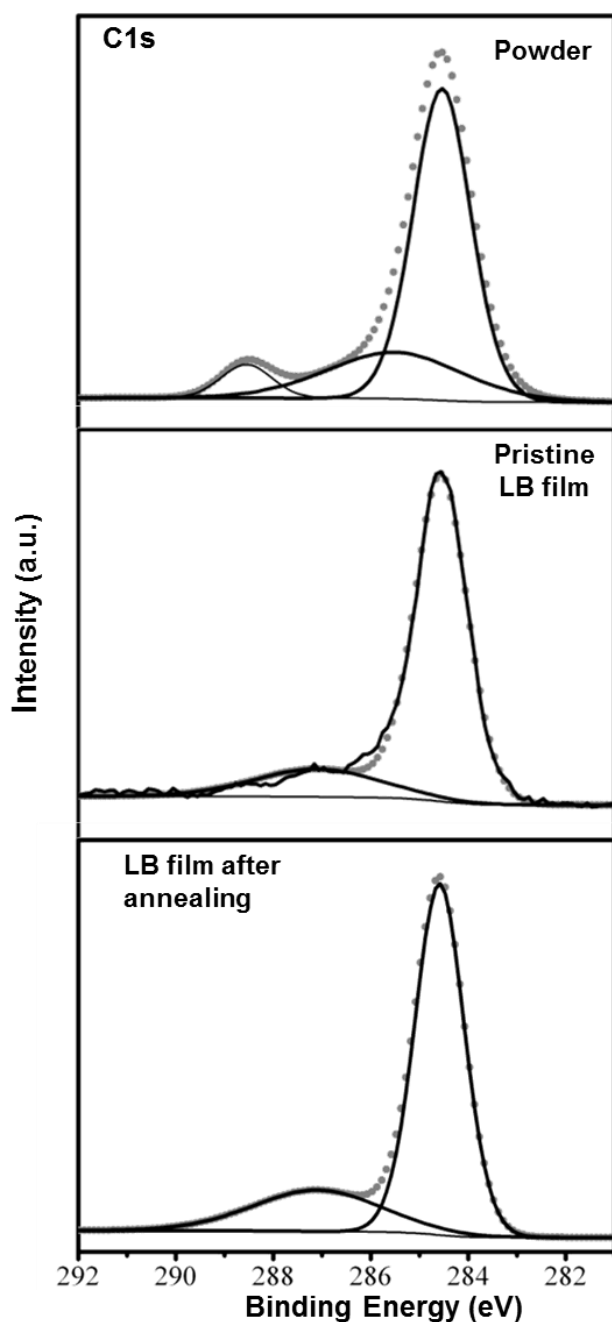 C1s
Powder
Pristine
LB film
LB film after
annealing
Intensity (a.u.)
292 290 288 286 284 282
Binding Energy (eV)